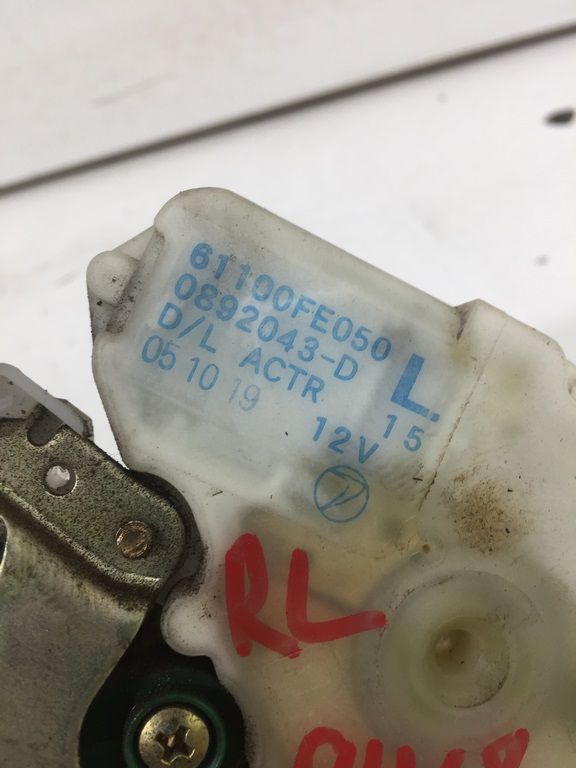 61100FE050
0892043-D
D/L ACTR
05 10 19
L
15
12V
RL